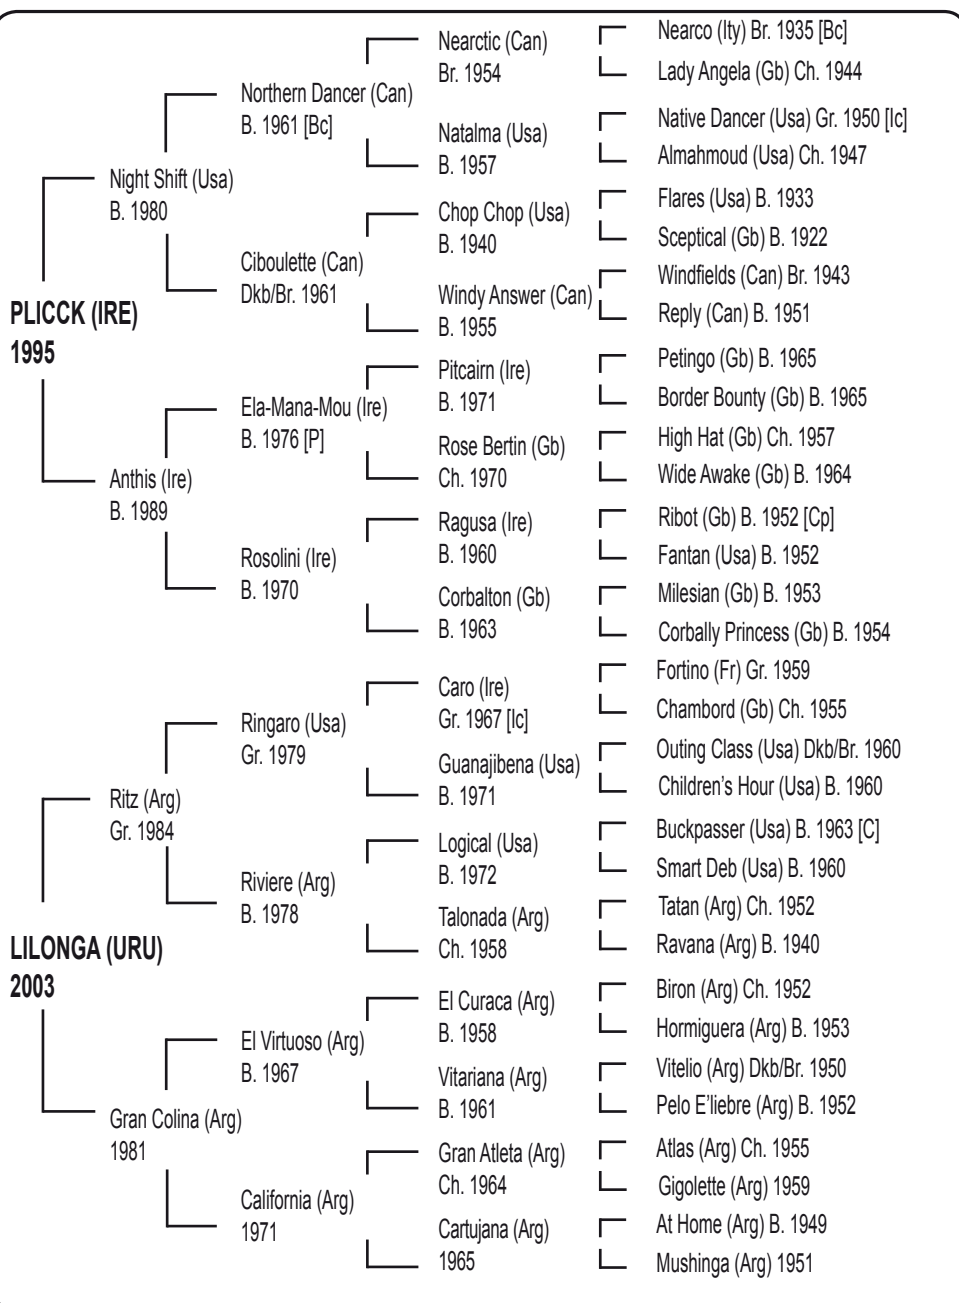 PLICCK (IRE)
1995
Night Shift (Usa)
B. 1980
Anthis (Ire)
B. 1989
Northern Dancer (Can)
B. 1961 [Bc]
Ciboulette (Can)
Dkb/Br. 1961
Ela-Mana-Mou (Ire)
B. 1976 [P]
Rosolini (Ire)
B. 1970
Nearctic (Can)
Br. 1954
Natalma (Usa)
B. 1957
Chop Chop (Usa)
B. 1940
Windy Answer (Can)
B. 1955
Pitcairn (Ire)
B. 1971
Rose Bertin (Gb)
Ch. 1970
Ragusa (Ire)
B. 1960
Corbalton (Gb)
B. 1963
Nearco (Ity) Br. 1935 [Bc]
Lady Angela (Gb) Ch. 1944
Native Dancer (Usa) Gr. 1950 [Ic]
Almahmoud (Usa) Ch. 1947
Flares (Usa) B. 1933
Sceptical (Gb) B. 1922
Windfields (Can) Br. 1943
Reply (Can) B. 1951
Petingo (Gb) B. 1965
Border Bounty (Gb) B. 1965
High Hat (Gb) Ch. 1957
Wide Awake (Gb) B. 1964
Ribot (Gb) B. 1952 [Cp]
Fantan (Usa) B. 1952
Milesian (Gb) B. 1953
Corbally Princess (Gb) B. 1954
LILONGA (URU)
2003
Ritz (Arg)
Gr. 1984
Gran Colina (Arg)
1981
Ringaro (Usa)
Gr. 1979
Riviere (Arg)
B. 1978
El Virtuoso (Arg)
B. 1967
California (Arg)
1971
Caro (Ire)
Gr. 1967 [Ic]
Guanajibena (Usa)
B. 1971
Logical (Usa)
B. 1972
Talonada (Arg)
Ch. 1958
El Curaca (Arg)
B. 1958
Vitariana (Arg)
B. 1961
Gran Atleta (Arg)
Ch. 1964
Cartujana (Arg)
1965
Fortino (Fr) Gr. 1959
Chambord (Gb) Ch. 1955
Outing Class (Usa) Dkb/Br. 1960
Children's Hour (Usa) B. 1960
Buckpasser (Usa) B. 1963 [C]
Smart Deb (Usa) B. 1960
Tatan (Arg) Ch. 1952
Ravana (Arg) B. 1940
Biron (Arg) Ch. 1952
Hormiguera (Arg) B. 1953
Vitelio (Arg) Dkb/Br. 1950
Pelo E'liebre (Arg) B. 1952
Atlas (Arg) Ch. 1955
Gigolette (Arg) 1959
At Home (Arg) B. 1949
Mushinga (Arg) 1951